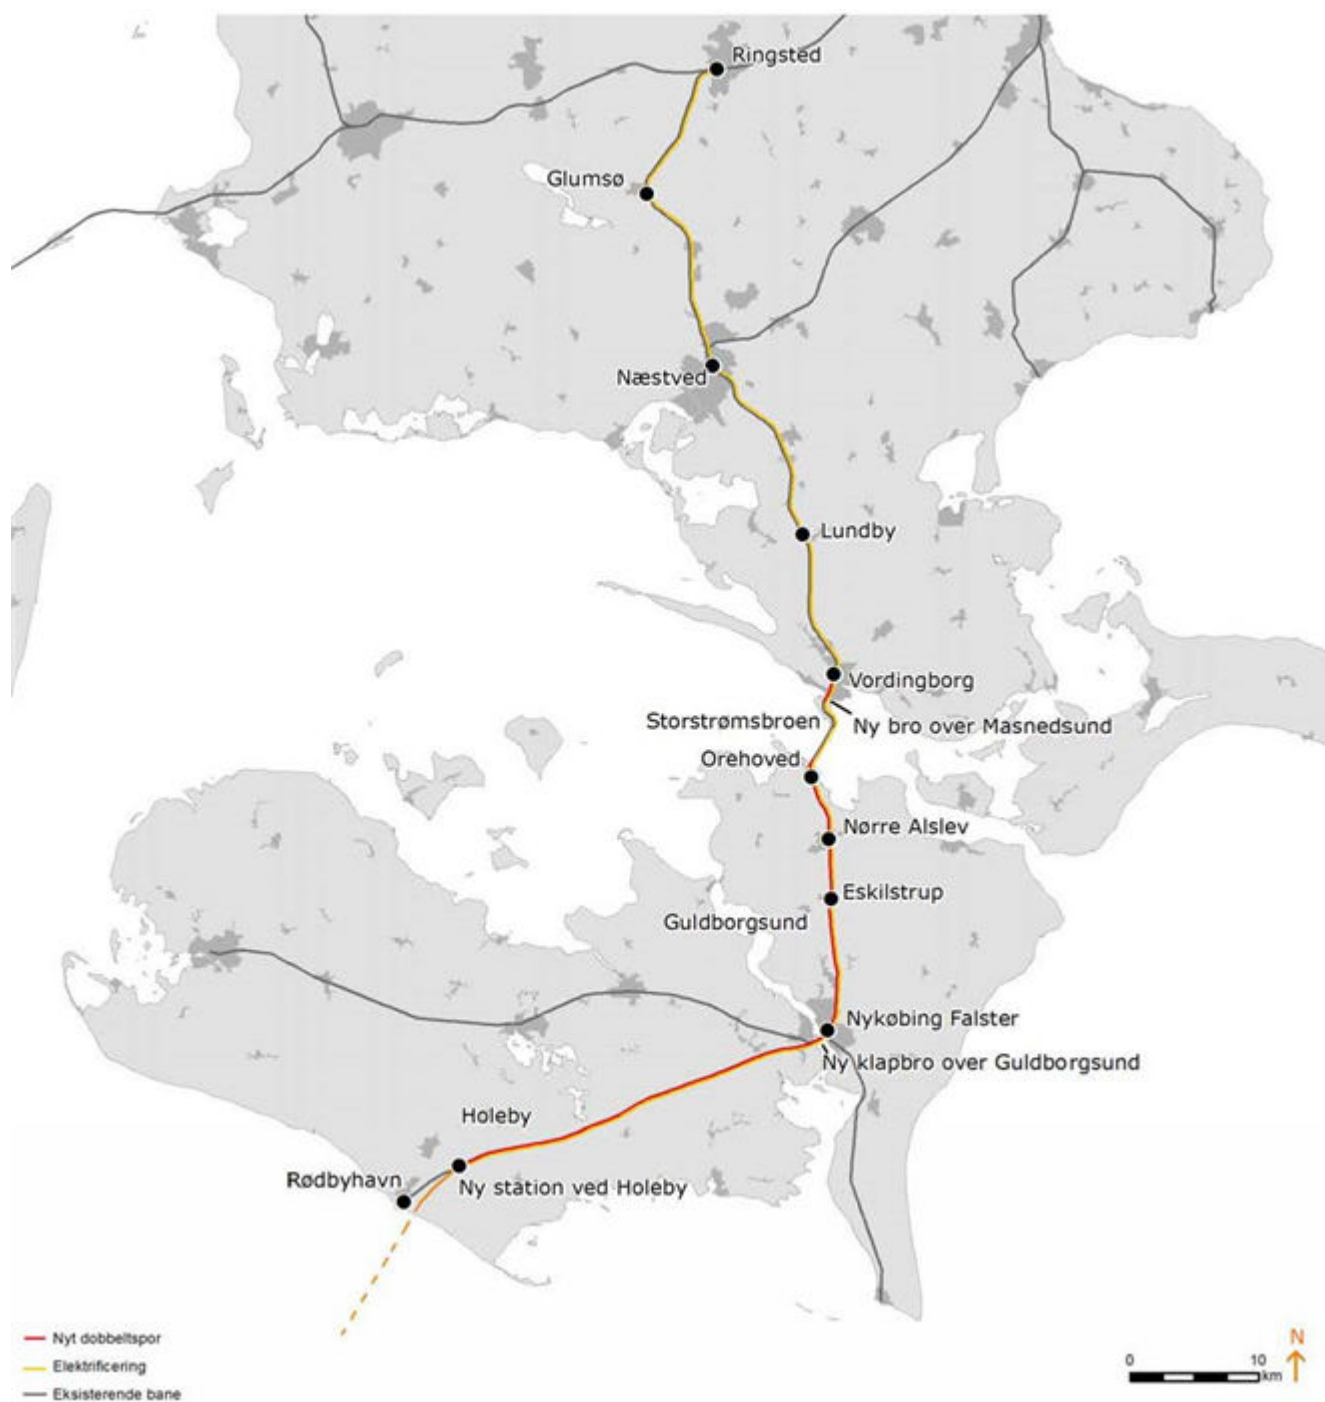 Ringsted
Glumsø
Næstved
Lundby
Vordingborg
Storstrømsbroen
Ny bro over Masnedsund
Orehoved
Nørre Alslev
Eskilstrup
Guldborgsund
Nykøbing Falster
Ny klapbro over Guldborgsund
Holeby
Rødbyhavn
Ny station ved Holeby
Nyt dobbeltspor
Elektrificering
Eksisterende bane
0 10
km
N